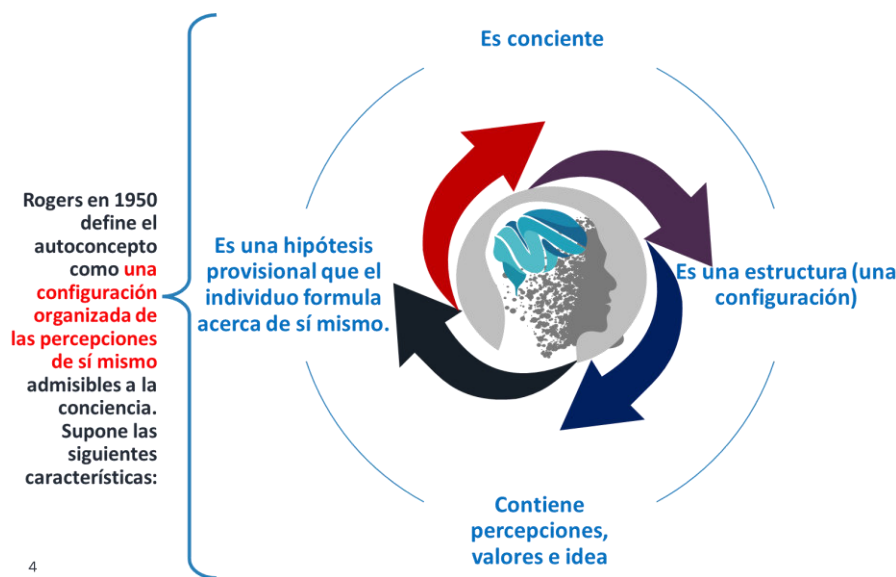 Rogers en 1950
define el
autoconcepto
como una
configuración
organizada de
las percepciones
de sí mismo
admisibles a la
conciencia.
Supone las
siguientes
características:
Es conciente
Es una estructura (una
configuración)
Contiene
percepciones,
valores e idea
Es una hipótesis
provisional que el
individuo formula
acerca de sí mismo.
4